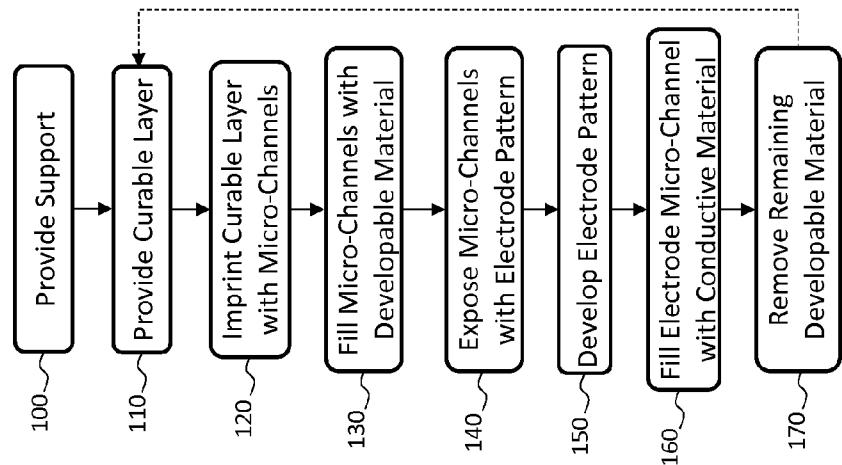 100
Provide Support
110
Provide Curable Layer
120
Imprint Curable Layer
with Micro-Channels
130
Fill Micro-Channels with
Developable Material
140
Expose Micro-Channels
with Electrode Pattern
150
Develop Electrode Pattern
160
Fill Electrode Micro-Channel
with Conductive Material
170
Remove Remaining
Developable Material